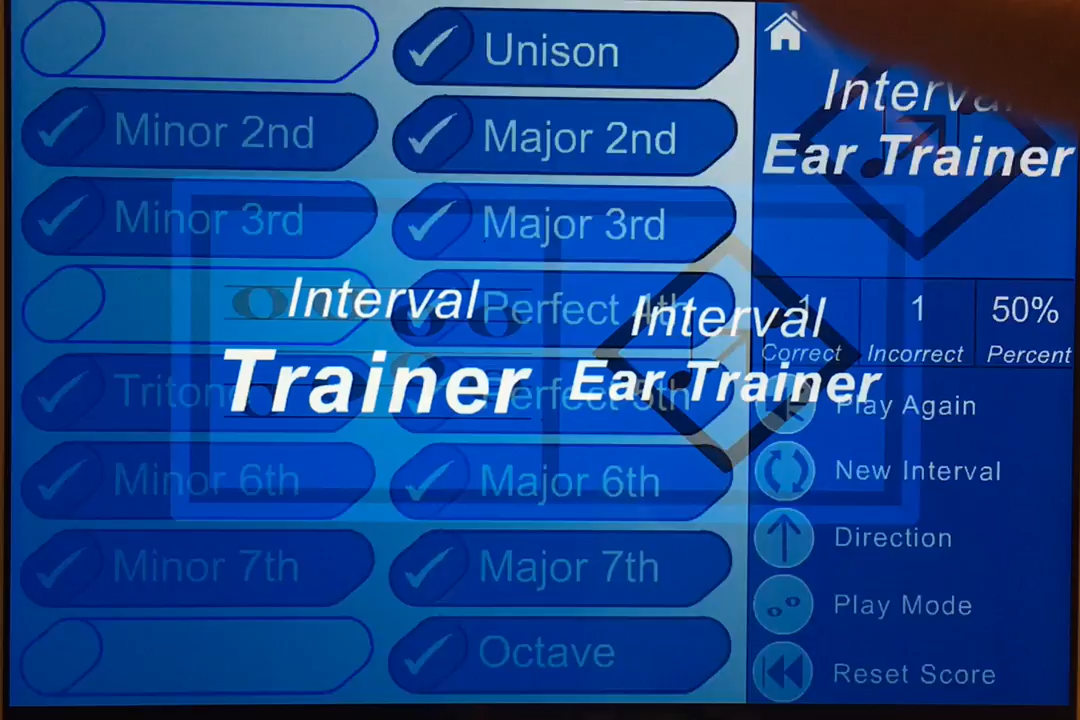 Unison
Minor 2nd
Major 2nd
Minor 3rd
Major 3rd
Perfect 4th
Tritone
Perfect 5th
Minor 6th
Major 6th
Minor 7th
Major 7th
Octave
Interval
Trainer
Interval
Ear Trainer
Interval
Ear Trainer
1
Correct
1
Incorrect
50%
Percent
Play Again
New Interval
Direction
Play Mode
Reset Score